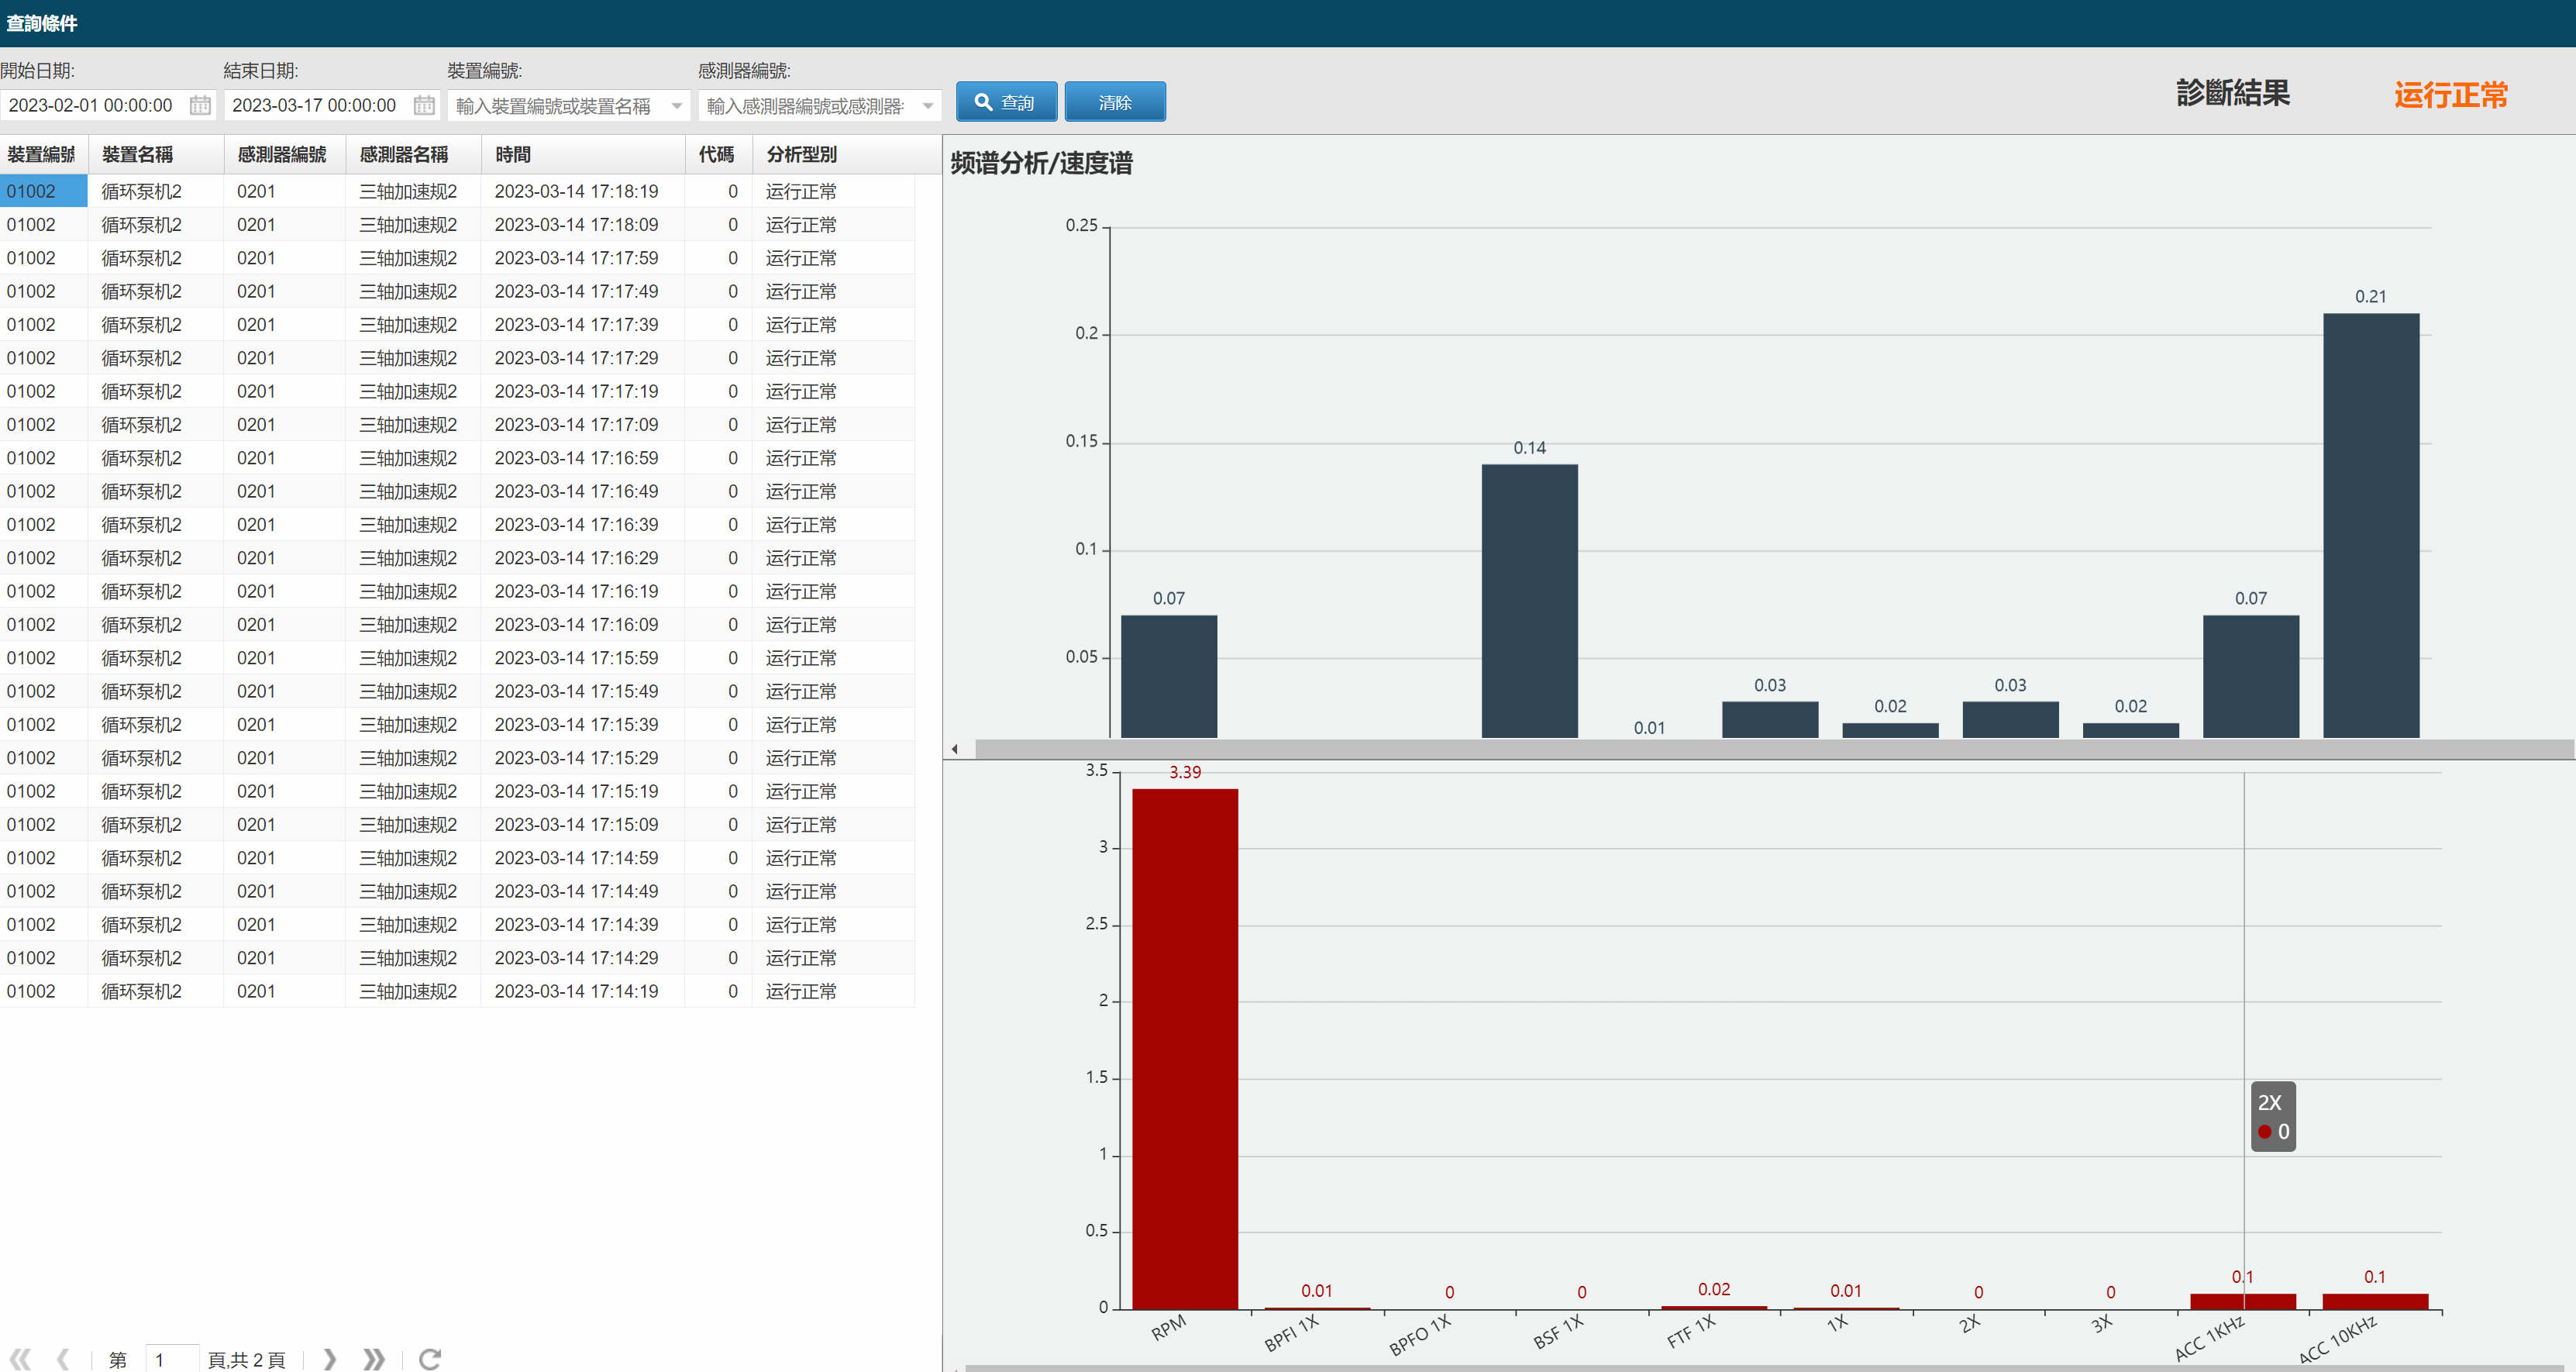 查詢條件
開始日期: 結束日期: 裝置編號: 感測器編號:
2023-02-01 00:00:00 2023-03-17 00:00:00 輸入裝置編號或裝置名稱 輸入感測器編號或感測器 查詢 清除
診斷結果 运行正常
裝置編號 裝置名稱 感測器編號 感測器名稱 時間 代碼 分析型別
01002 循环泵机2 0201 三轴加速规2 2023-03-14 17:18:19 0 运行正常
01002 循环泵机2 0201 三轴加速规2 2023-03-14 17:18:09 0 运行正常
01002 循环泵机2 0201 三轴加速规2 2023-03-14 17:17:59 0 运行正常
01002 循环泵机2 0201 三轴加速规2 2023-03-14 17:17:49 0 运行正常
01002 循环泵机2 0201 三轴加速规2 2023-03-14 17:17:39 0 运行正常
01002 循环泵机2 0201 三轴加速规2 2023-03-14 17:17:29 0 运行正常
01002 循环泵机2 0201 三轴加速规2 2023-03-14 17:17:19 0 运行正常
01002 循环泵机2 0201 三轴加速规2 2023-03-14 17:17:09 0 运行正常
01002 循环泵机2 0201 三轴加速规2 2023-03-14 17:16:59 0 运行正常
01002 循环泵机2 0201 三轴加速规2 2023-03-14 17:16:49 0 运行正常
01002 循环泵机2 0201 三轴加速规2 2023-03-14 17:16:39 0 运行正常
01002 循环泵机2 0201 三轴加速规2 2023-03-14 17:16:29 0 运行正常
01002 循环泵机2 0201 三轴加速规2 2023-03-14 17:16:19 0 运行正常
01002 循环泵机2 0201 三轴加速规2 2023-03-14 17:16:09 0 运行正常
01002 循环泵机2 0201 三轴加速规2 2023-03-14 17:15:59 0 运行正常
01002 循环泵机2 0201 三轴加速规2 2023-03-14 17:15:49 0 运行正常
01002 循环泵机2 0201 三轴加速规2 2023-03-14 17:15:39 0 运行正常
01002 循环泵机2 0201 三轴加速规2 2023-03-14 17:15:29 0 运行正常
01002 循环泵机2 0201 三轴加速规2 2023-03-14 17:15:19 0 运行正常
01002 循环泵机2 0201 三轴加速规2 2023-03-14 17:15:09 0 运行正常
01002 循环泵机2 0201 三轴加速规2 2023-03-14 17:14:59 0 运行正常
01002 循环泵机2 0201 三轴加速规2 2023-03-14 17:14:49 0 运行正常
01002 循环泵机2 0201 三轴加速规2 2023-03-14 17:14:39 0 运行正常
01002 循环泵机2 0201 三轴加速规2 2023-03-14 17:14:29 0 运行正常
01002 循环泵机2 0201 三轴加速规2 2023-03-14 17:14:19 0 运行正常
第 1 頁,共 2 頁
频谱分析/速度谱
0.25
0.21
0.2
0.15
0.14
0.1
0.07 0.07
0.05
0.03 0.02 0.03 0.02
0.01
3.5
3.39
3
2.5
2
1.5
2X
0
1
0.5
0.01 0 0 0.02 0.01 0 0 0.1 0.1
0
RPM BPFI 1X BPFO 1X BSF 1X FTF 1X 1X 2X 3X ACC 1KHz ACC 10KHz